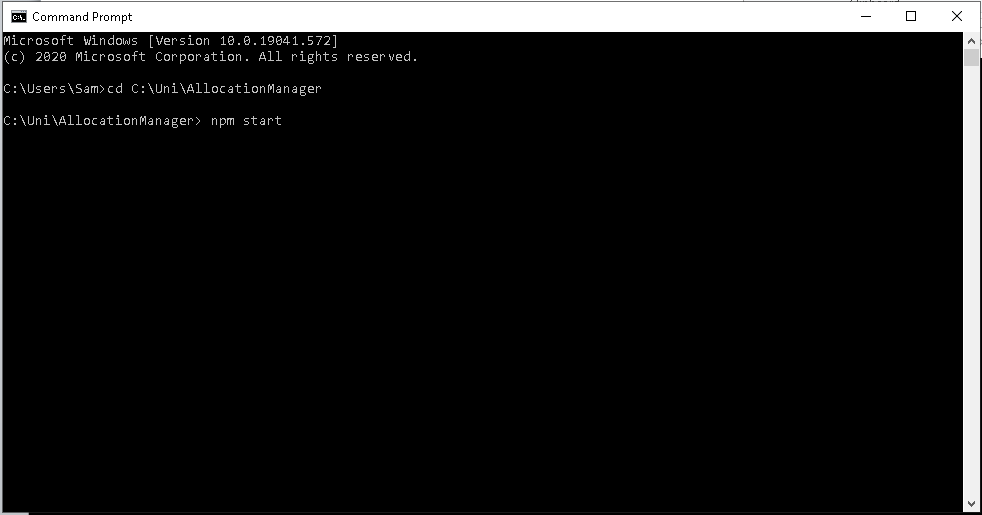 Command Prompt
Microsoft Windows [Version 10.0.19041.572]
(c) 2020 Microsoft Corporation. All rights reserved.
C:\Users\Sam>cd C:\Uni\AllocationManager
C:\Uni\AllocationManager> npm start